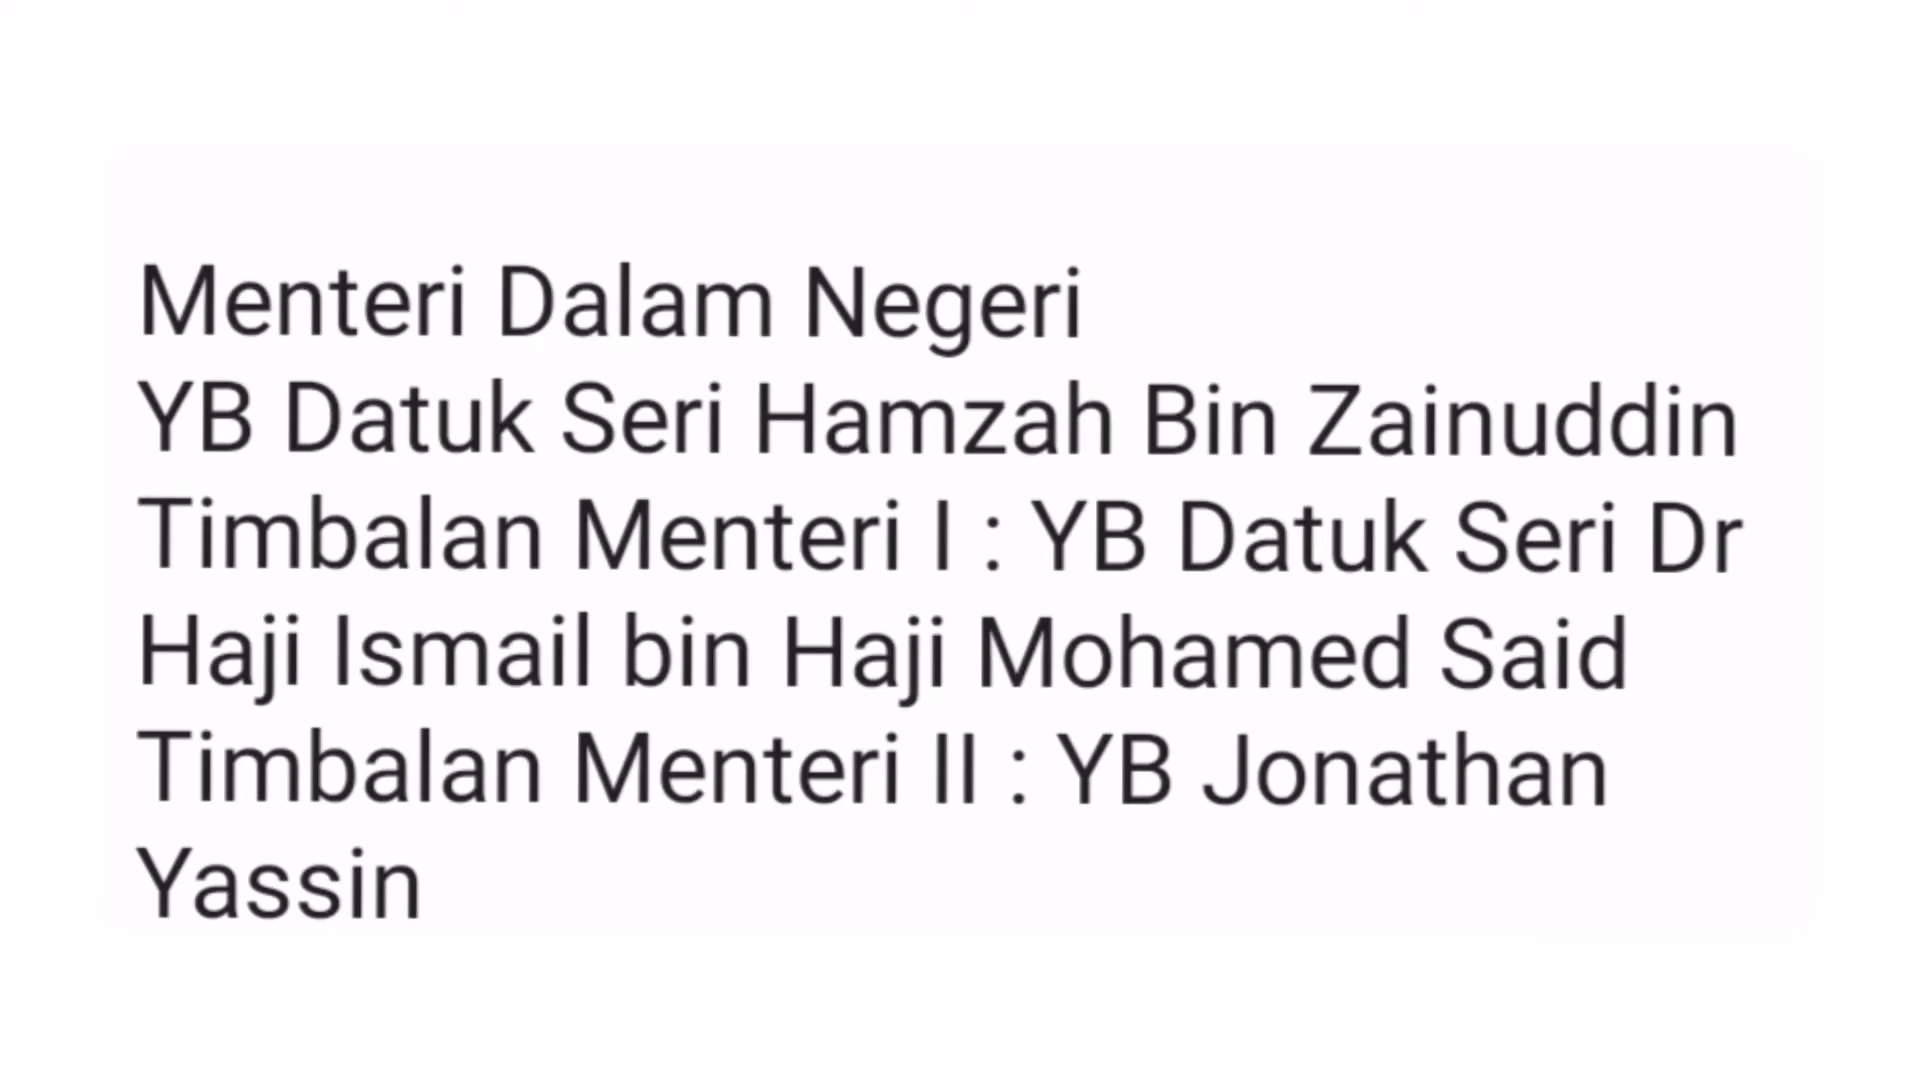 Menteri Dalam Negeri
YB Datuk Seri Hamzah Bin Zainuddin
Timbalan Menteri I : YB Datuk Seri Dr
Haji Ismail bin Haji Mohamed Said
Timbalan Menteri II : YB Jonathan
Yassin